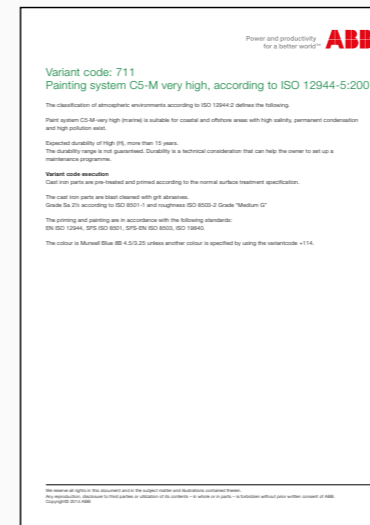 Power and productivity
for a better world™
ABB
Variant code: 711
Painting system C5-M very high, according to ISO 12944-5:200
The classification of atmospheric environments according to ISO 12944:2 defines the following.
Paint system C5-M-very high (marine) is suitable for coastal and offshore areas with high salinity, permanent condensation
and high pollution exist.
Expected durability of High (H), more than 15 years.
The durability range is not guaranteed. Durability is a technical consideration that can help the owner to set up a
maintenance programme.
Variant code execution
Cast iron parts are pre-treated and primed according to the normal surface treatment specification.
The cast iron parts are blast cleaned with grit abrasives.
Grade Sa 2½ according to ISO 8501-1 and roughness ISO 8503-2 Grade "Medium G"
The priming and painting are in accordance with the following standards:
EN ISO 12944, SFS ISO 8501, SFS-EN ISO 8503, ISO 19840.
The colour is Munsell Blue 8B 4.5/3.25 unless another colour is specified by using the variantcode +114.
We reserve all rights in this document and in the subject matter and illustrations contained therein.
Any reproduction, disclosure to third parties or utilization of its contents – in whole or in parts – is forbidden without prior written consent of ABB.
Copyright© 2014 ABB